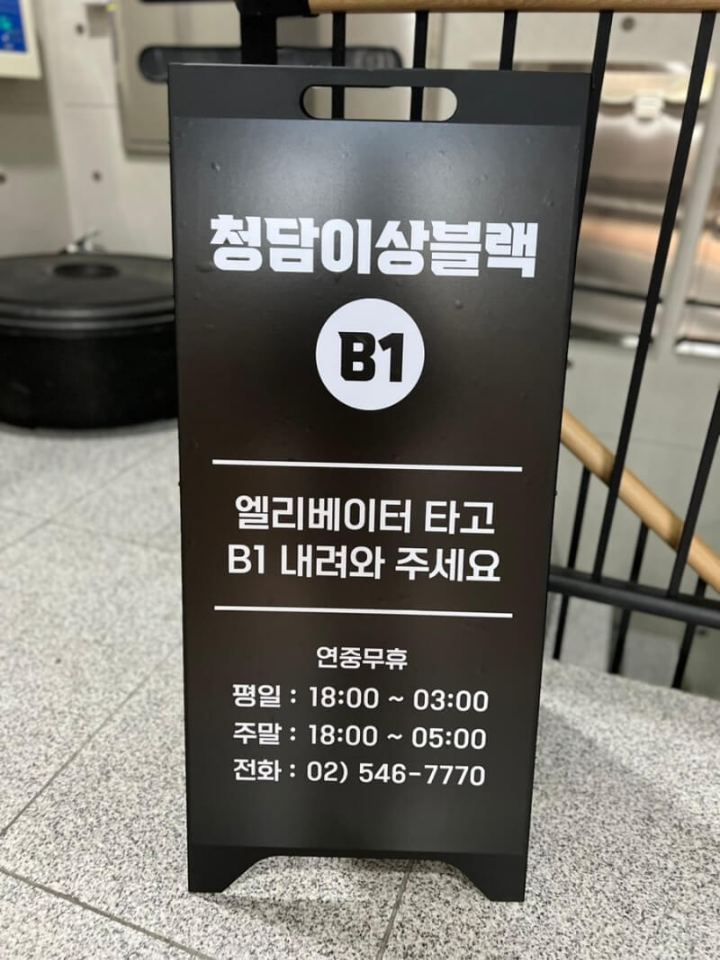 청담이상블랙
B1
엘리베이터 타고
B1 내려와 주세요
연중무휴
평일 : 18:00 ~ 03:00
주말 : 18:00 ~ 05:00
전화 : 02) 546-7770